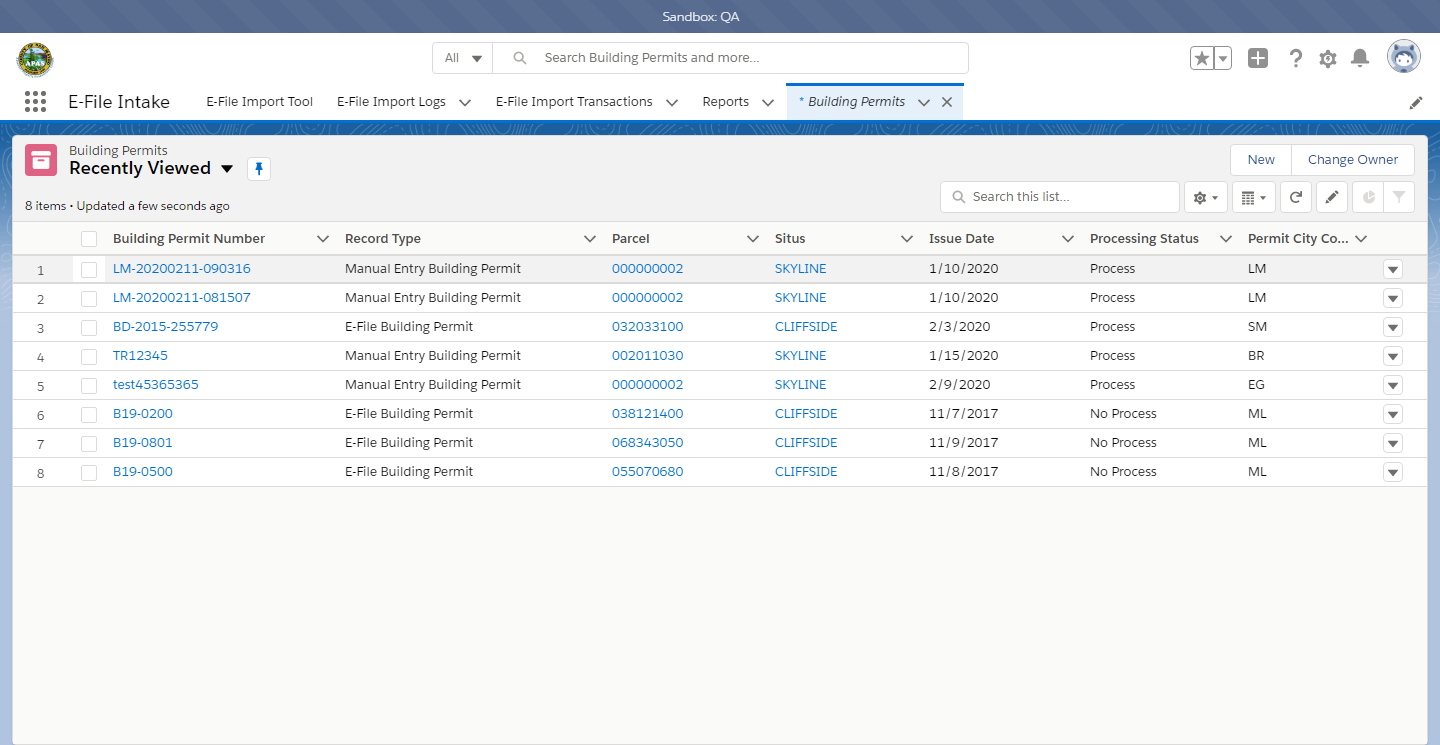 Sandbox: QA
All Search Building Permits and more...
APAS
E-File Intake E-File Import Tool E-File Import Logs E-File Import Transactions Reports * Building Permits
Building Permits
Recently Viewed
New Change Owner
8 items • Updated a few seconds ago
Search this list...
Building Permit Number Record Type Parcel Situs Issue Date Processing Status Permit City Co...
1 LM-20200211-090316 Manual Entry Building Permit 000000002 SKYLINE 1/10/2020 Process LM
2 LM-20200211-081507 Manual Entry Building Permit 000000002 SKYLINE 1/10/2020 Process LM
3 BD-2015-255779 E-File Building Permit 032033100 CLIFFSIDE 2/3/2020 Process SM
4 TR12345 Manual Entry Building Permit 002011030 SKYLINE 1/15/2020 Process BR
5 test45365365 Manual Entry Building Permit 000000002 SKYLINE 2/9/2020 Process EG
6 B19-0200 E-File Building Permit 038121400 CLIFFSIDE 11/7/2017 No Process ML
7 B19-0801 E-File Building Permit 068343050 CLIFFSIDE 11/9/2017 No Process ML
8 B19-0500 E-File Building Permit 055070680 CLIFFSIDE 11/8/2017 No Process ML